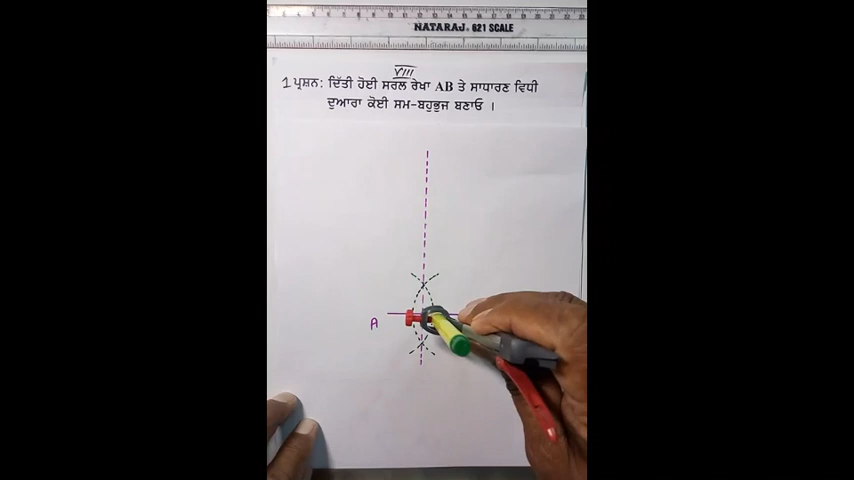 NATARAJ® 621 SCALE
VIII
1 ਪ੍ਰਸ਼ਨ: ਦਿੱਤੀ ਹੋਈ ਸਰਲ ਰੇਖਾ AB ਤੇ ਸਾਧਾਰਣ ਵਿਧੀ
ਦੁਆਰਾ ਕੋਈ ਸਮ-ਬਹੁਭੁਜ ਬਣਾਓ ।
A